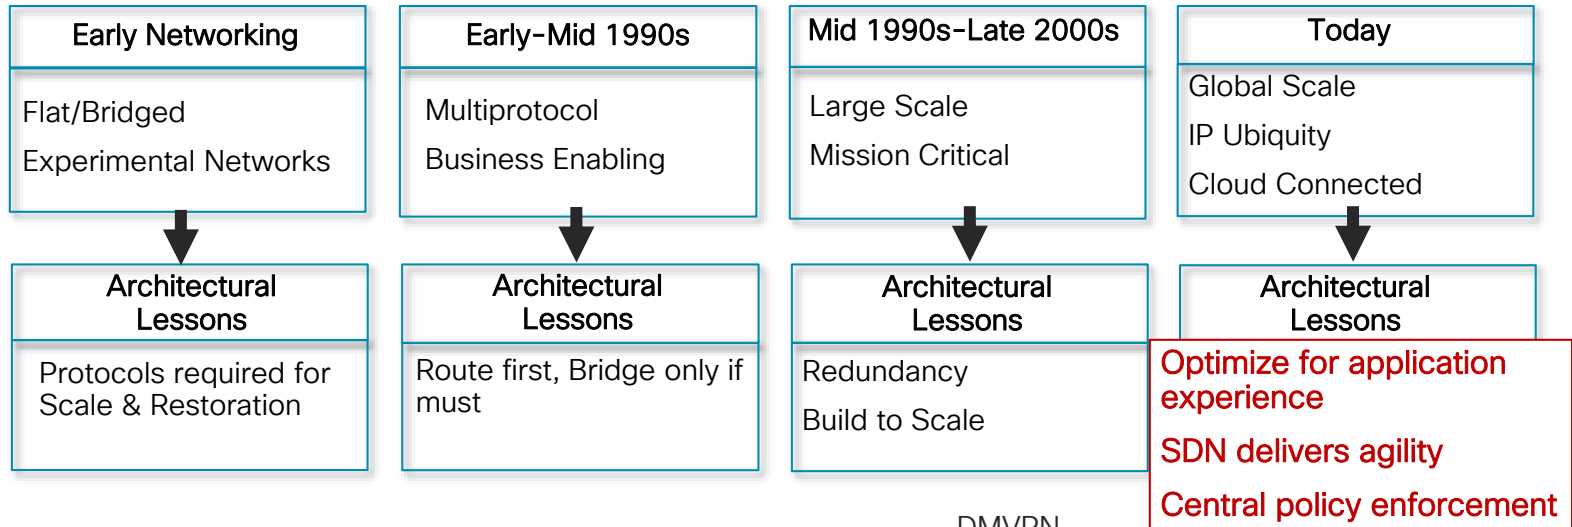 Early Networking
Flat/Bridged
Experimental Networks
Architectural
Lessons
Protocols required for
Scale & Restoration
Early-Mid 1990s
Multiprotocol
Business Enabling
Architectural
Lessons
Route first, Bridge only if
must
Mid 1990s-Late 2000s
Large Scale
Mission Critical
Architectural
Lessons
Redundancy
Build to Scale
Today
Global Scale
IP Ubiquity
Cloud Connected
Architectural
Lessons
Optimize for application
experience
SDN delivers agility
Central policy enforcement
DMVPN